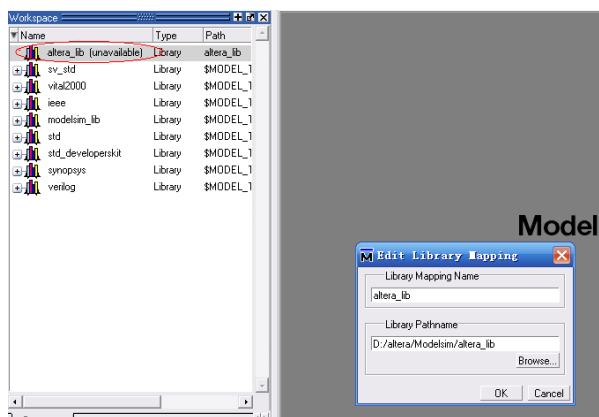 Workspace
Name Type Path
altera_lib (unavailable) Library altera_lib
sv_std Library $MODEL_T
vital2000 Library $MODEL_T
ieee Library $MODEL_T
modelsim_lib Library $MODEL_T
std Library $MODEL_T
std_developerskit Library $MODEL_T
synopsys Library $MODEL_T
verilog Library $MODEL_T
Model
Edit Library Mapping
Library Mapping Name
altera_lib
Library Pathname
D:/altera/Modelsim/altera_lib
Browse...
OK Cancel